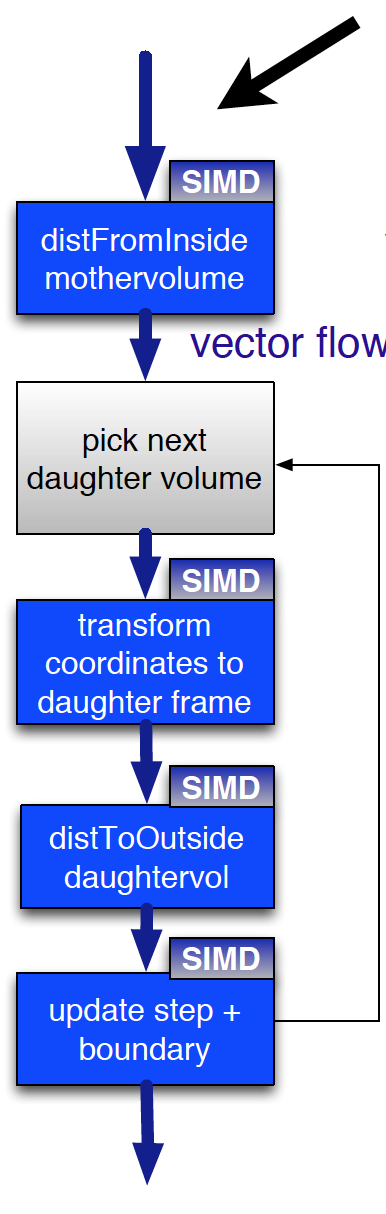 SIMD
distFromInside
mothervolume
vector flow
pick next
daughter volume
SIMD
transform
coordinates to
daughter frame
SIMD
distToOutside
daughtervol
SIMD
update step +
boundary